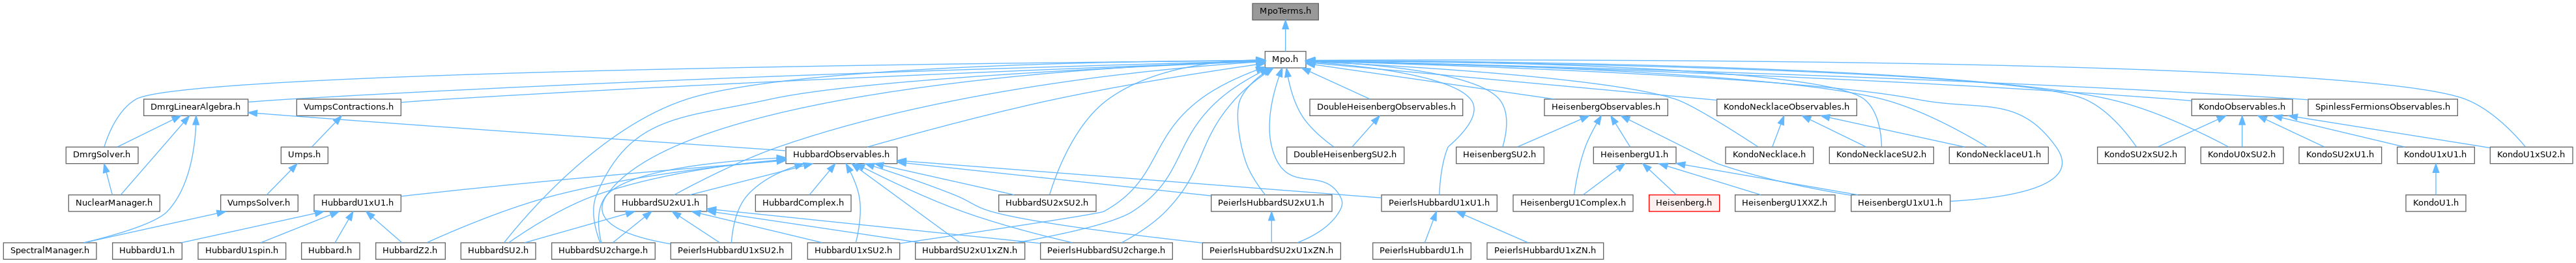 MpoTerms.h
Mpo.h
DmrgLinearAlgebra.h
VumpsContractions.h
DoubleHeisenbergObservables.h
HeisenbergObservables.h
KondoNecklaceObservables.h
KondoObservables.h
SpinlessFermionsObservables.h
DmrgSolver.h
Umps.h
HubbardObservables.h
DoubleHeisenbergSU2.h
HeisenbergSU2.h
HeisenbergU1.h
KondoNecklace.h
KondoNecklaceSU2.h
KondoNecklaceU1.h
KondoSU2xSU2.h
KondoU0xSU2.h
KondoSU2xU1.h
KondoU1xU1.h
KondoU1xSU2.h
NuclearManager.h
VumpsSolver.h
HubbardU1xU1.h
HubbardSU2xU1.h
HubbardComplex.h
HubbardSU2xSU2.h
PeierlsHubbardSU2xU1.h
PeierlsHubbardU1xU1.h
HeisenbergU1Complex.h
Heisenberg.h
HeisenbergU1XXZ.h
HeisenbergU1xU1.h
KondoU1.h
SpectralManager.h
HubbardU1.h
HubbardU1spin.h
Hubbard.h
HubbardZ2.h
HubbardSU2.h
HubbardSU2charge.h
PeierlsHubbardU1xSU2.h
HubbardU1xSU2.h
HubbardSU2xU1xZN.h
PeierlsHubbardSU2charge.h
PeierlsHubbardSU2xU1xZN.h
PeierlsHubbardU1.h
PeierlsHubbardU1xZN.h